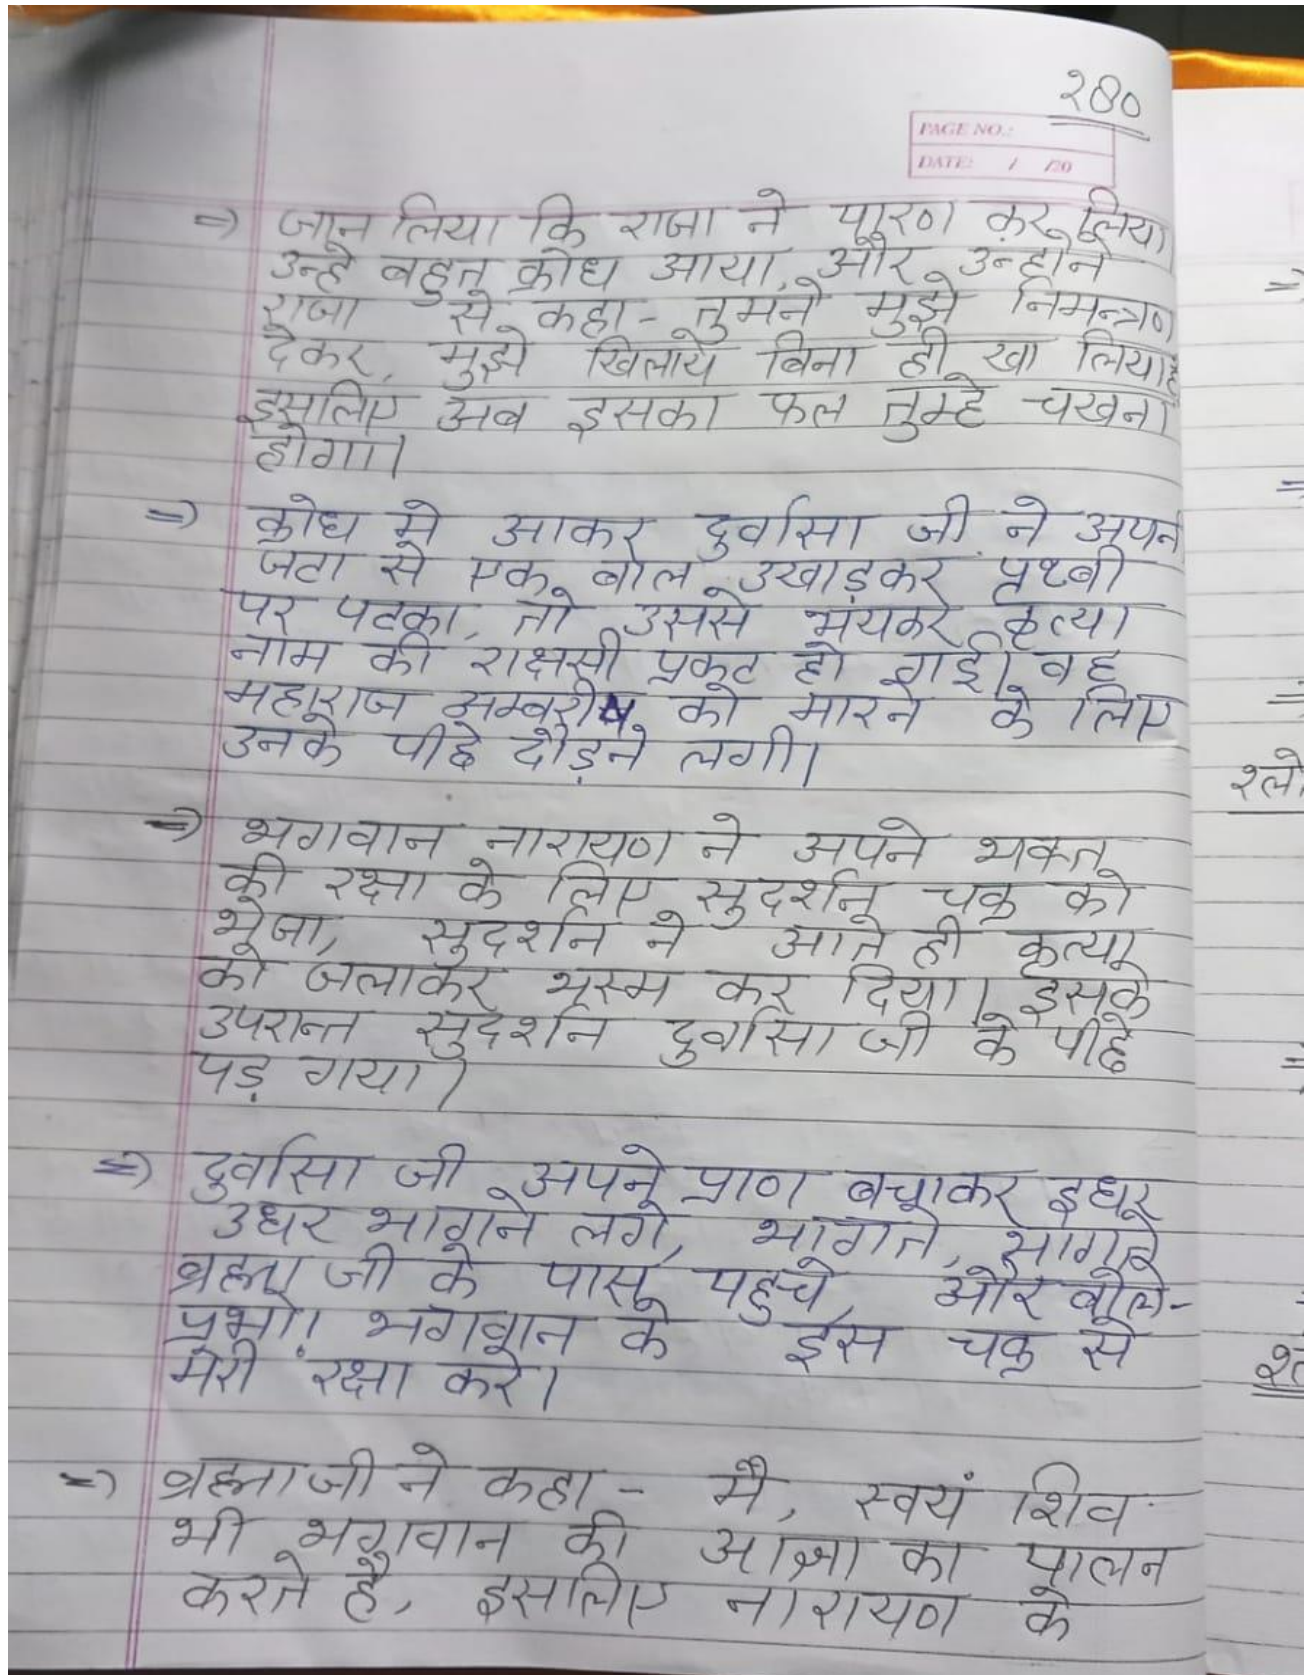 २४०
PAGE NO.:
DATE: / /20
=> जान लिया कि राजा ने पारण कर लिया
उन्हे बहुत क्रोध आया, और उन्होने
राजा से कहा - तुमने मुझे निमन्त्रण
देकर, मुझे खिलाये बिना ही खा लिया है
इसलिए अब इसका फल तुम्हे चखना
होगा।
=> क्रोध मे आकर दुर्वासा जी ने अपने
जटा से एक बाल उखाड़कर पृथ्वी
पर पटका, तो उससे भंयकर कृत्या
नाम की राक्षसी प्रकट हो गई। वह
महाराज अम्बरीष को मारने के लिए
उनके पीछे दौड़ने लगी।
=> भगवान नारायण ने अपने भक्त
की रक्षा के लिए सुदर्शन चक्र को
भेजा, सुदर्शन ने आते ही कृत्या
को जलाकर भस्म कर दिया। इसके
उपरान्त सुदर्शन दुर्वासा जी के पीछे
पड़ गया।
=> दुर्वासा जी अपने प्राण बचाकर इधर
उधर भागने लगे, भागते, भागते
ब्रह्मा जी के पास पहुचे, और बोले-
प्रभो! भगवान के इस चक्र से
मेरी रक्षा करे।
=> ब्रह्माजी ने कहा - मै, स्वयं शिव
भी भगवान की आज्ञा का पालन
करते है, इसलिए नारायण के